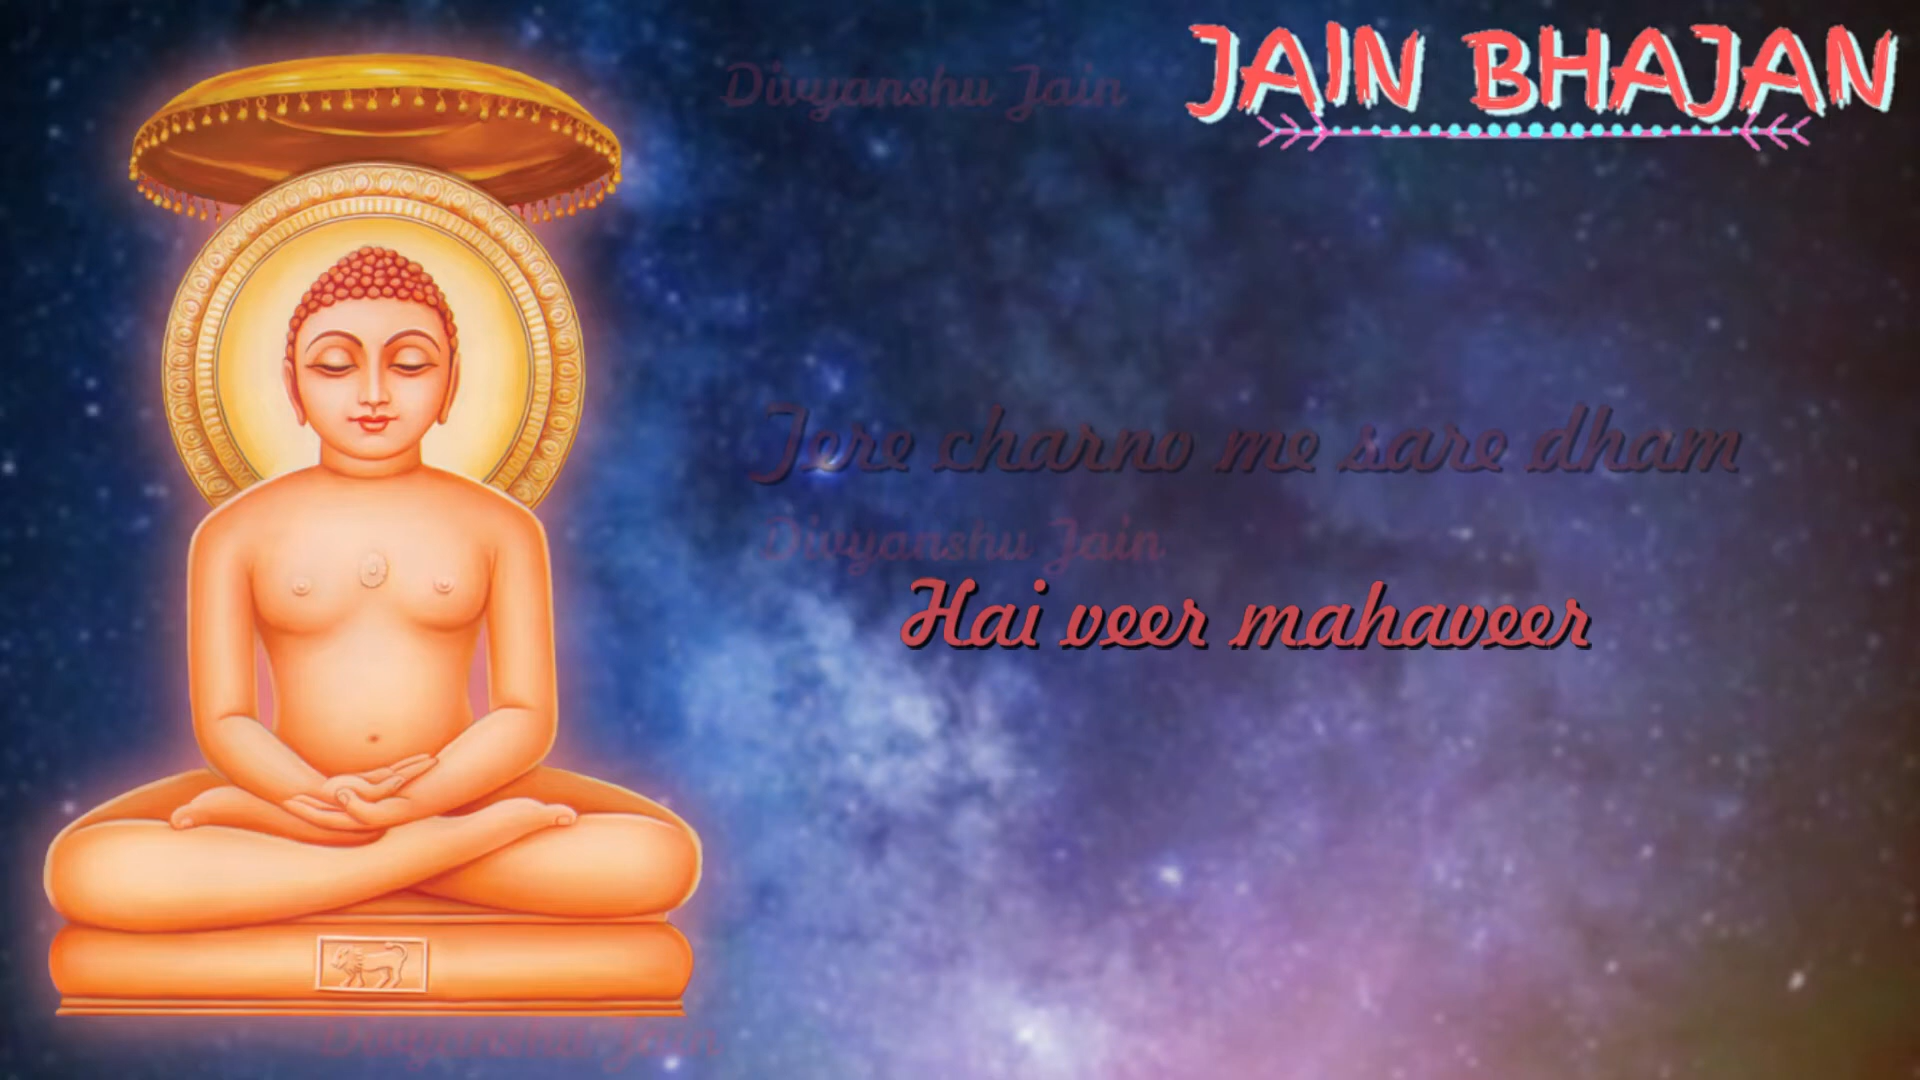 JAIN BHAJAN
Divyanshu Jain
Tere charno me sare dham
Divyanshu Jain
Hai veer mahaveer
Divyanshu Jain